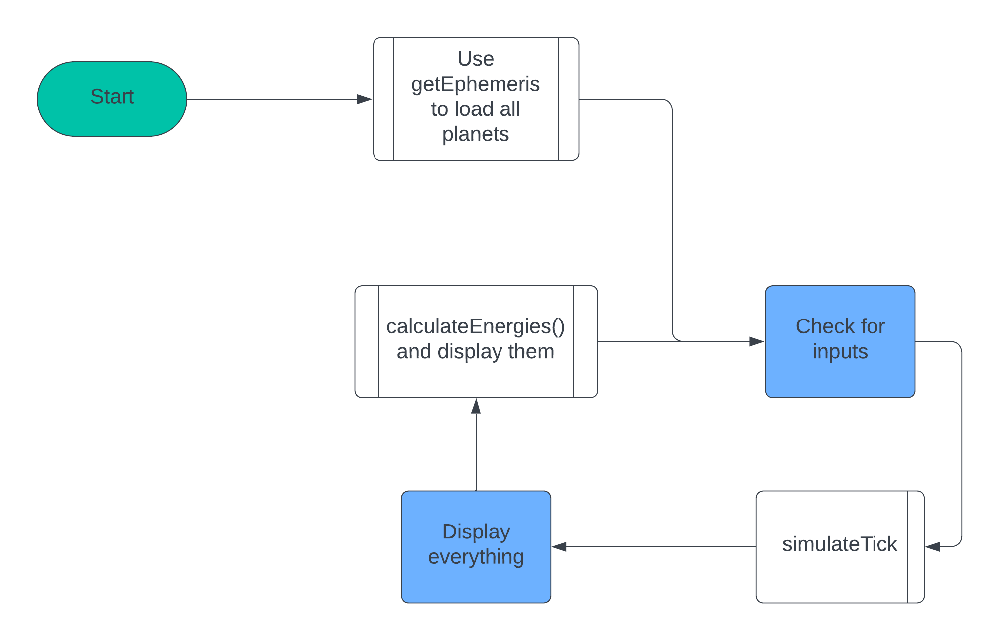 Start
Use
getEphemeris
to load all
planets
calculateEnergies()
and display them
Check for
inputs
Display
everything
simulateTick